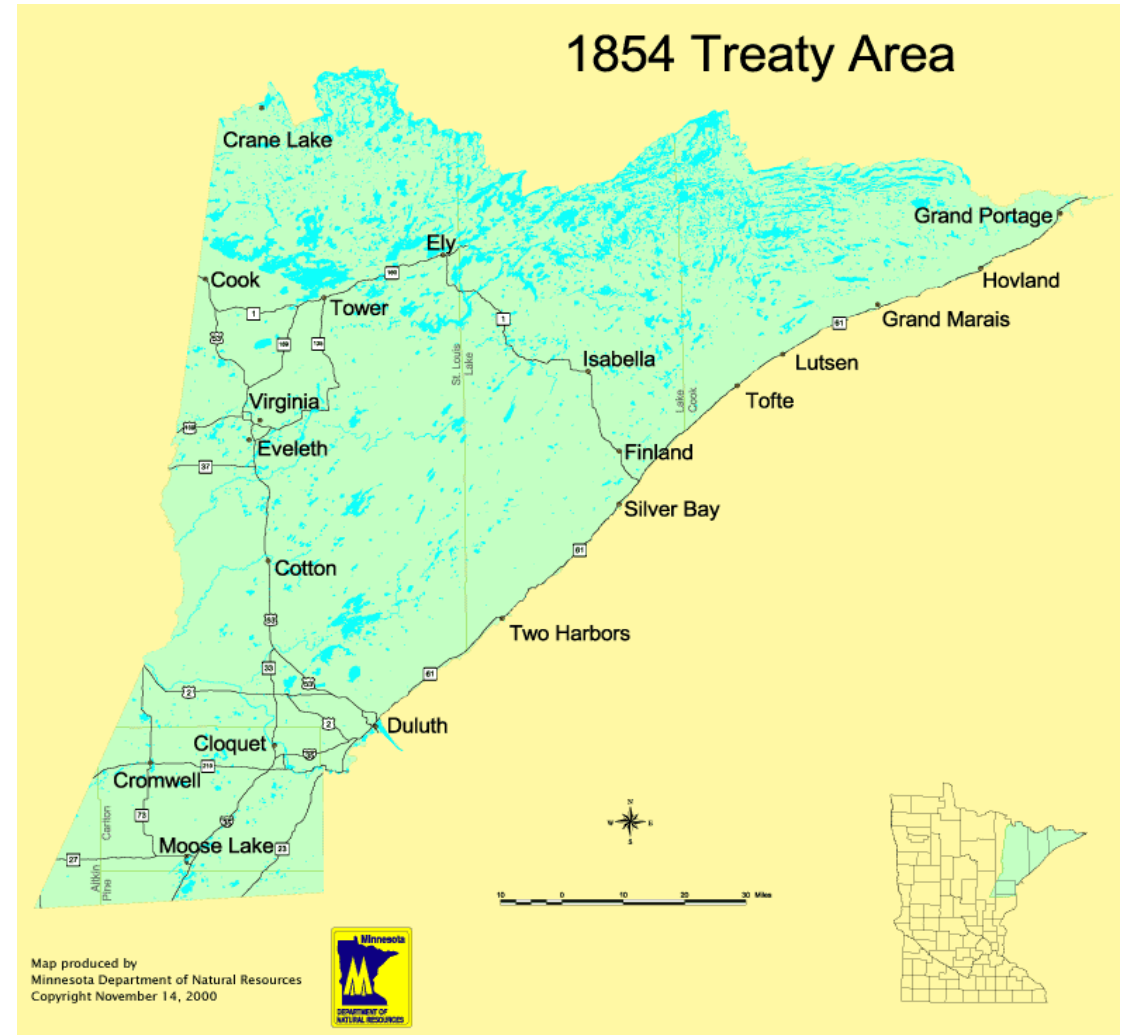 1854 Treaty Area
Crane Lake
Grand Portage
Ely
Hovland
Cook
169
Tower
1
1
61
Grand Marais
53
169
135
Isabella
Lutsen
St. Louis
Lake
Lake
Cook
Tofte
Virginia
169
Eveleth
37
Finland
Silver Bay
61
Cotton
53
Two Harbors
33
61
53
2
2
Duluth
Cloquet
35
210
Cromwell
73
35
Carlton
Moose Lake
23
27
Aitkin
Pine
N
W
E
S
10
0
10
20
30
Miles
Minnesota
DEPARTMENT OF
NATURAL RESOURCES
Map produced by
Minnesota Department of Natural Resources
Copyright November 14, 2000